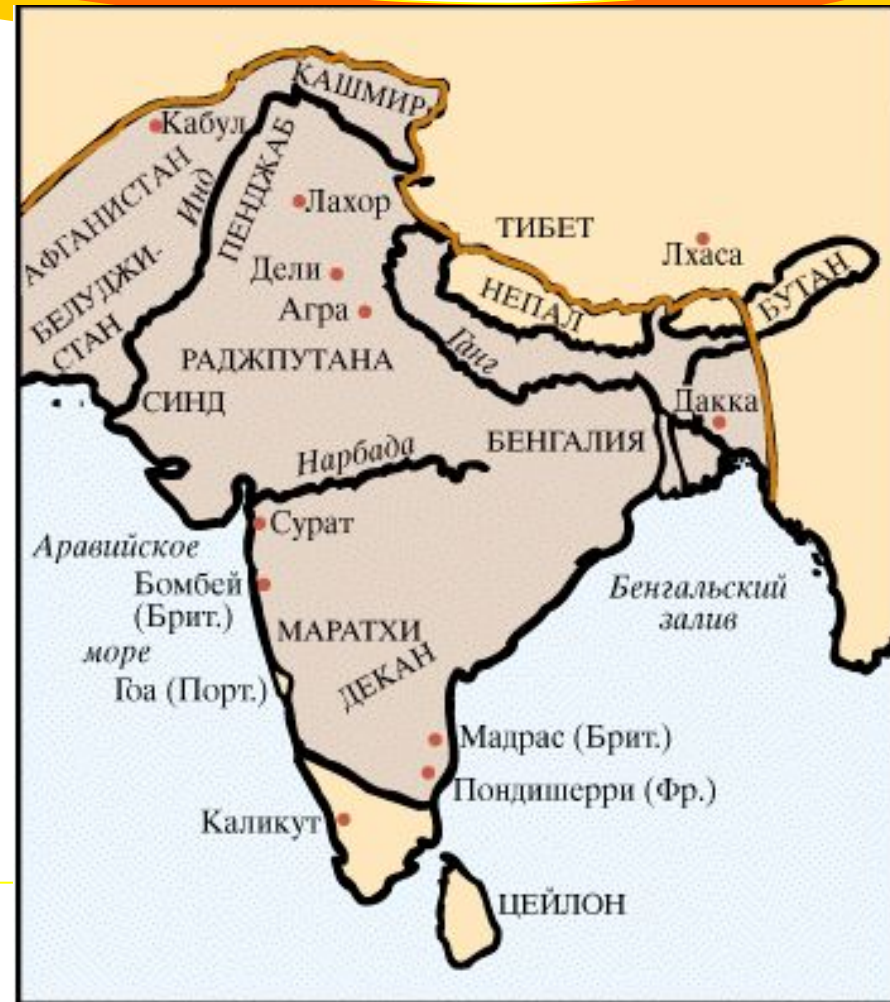 КАШМИР
Кабул
АФГАНИСТАН
Инд
ПЕНДЖАБ
Лахор
ТИБЕТ
Лхаса
БЕЛУДЖИ-
СТАН
Дели
НЕПАЛ
БУТАН
Агра
Ганг
РАДЖПУТАНА
СИНД
Дакка
Нарбада
БЕНГАЛИЯ
Сурат
Аравийское
море
Бомбей
(Брит.)
Бенгальский
залив
МАРАТХИ
ДЕКАН
Гоа (Порт.)
Мадрас (Брит.)
Пондишерри (Фр.)
Каликут
ЦЕЙЛОН